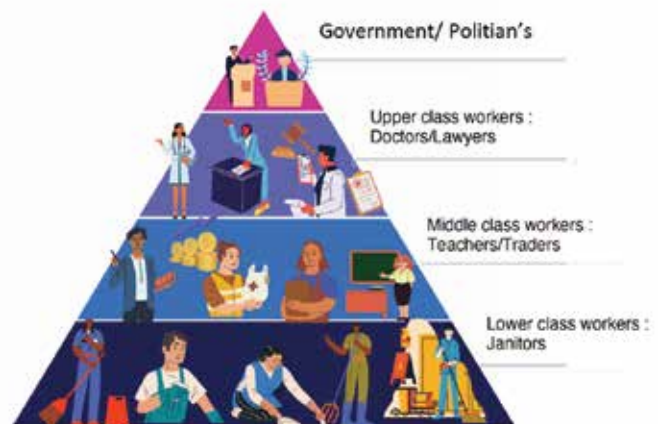 Government/ Politian's
Upper class workers :
Doctors/Lawyers
Middle class workers :
Teachers/Traders
Lower class workers :
Janitors